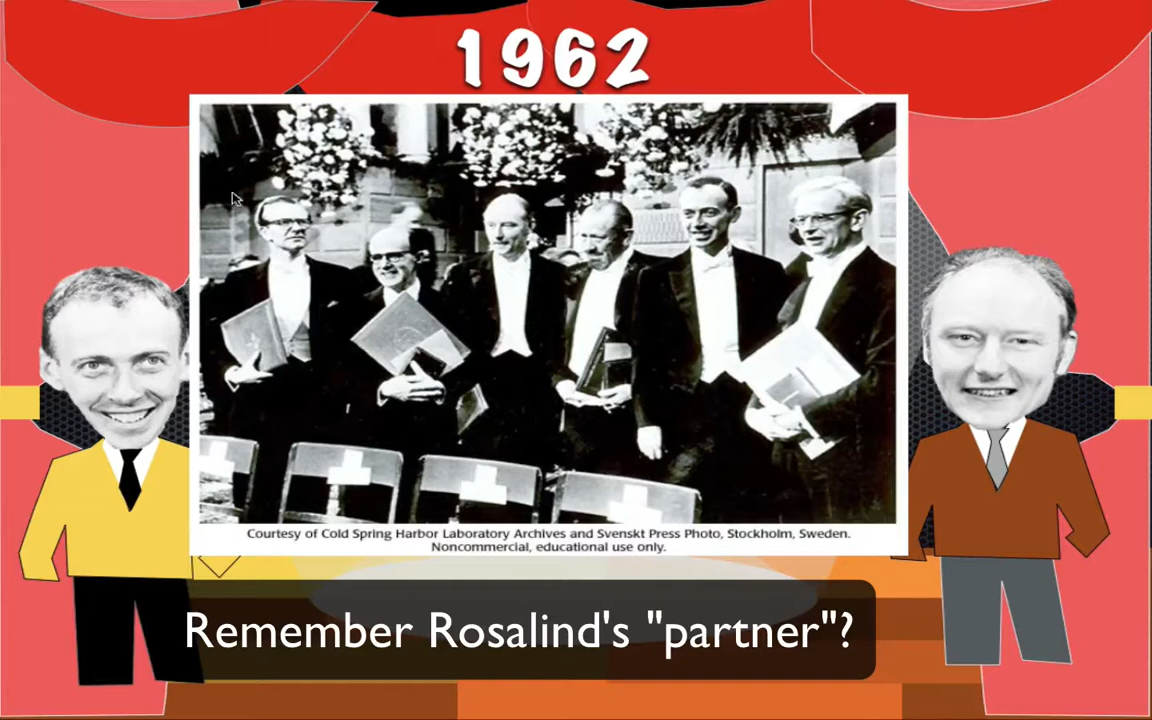 1962
Courtesy of Cold Spring Harbor Laboratory Archives and Svenskt Press Photo, Stockholm, Sweden.
Noncommercial, educational use only.
Remember Rosalind's "partner"?